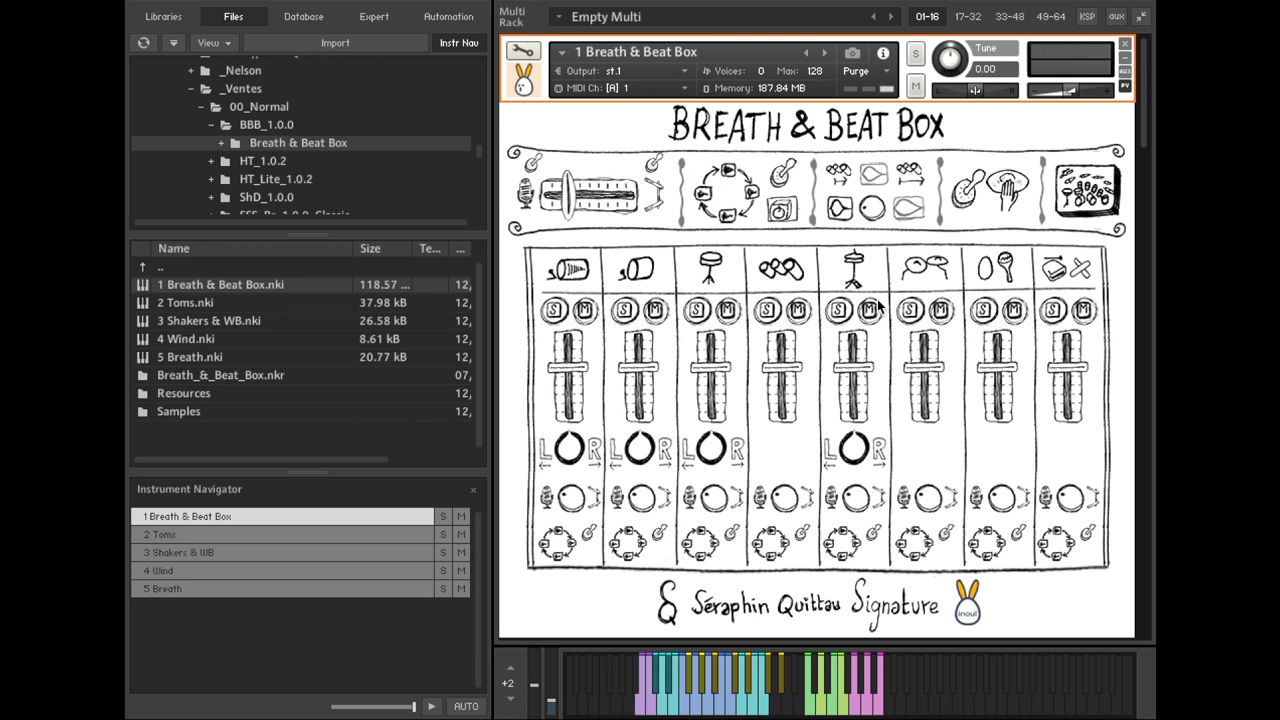 Libraries Files Database Expert Automation
View Import Instr Nav
_Nelson
_Ventes
00_Normal
BBB_1.0.0
Breath & Beat Box
HT_1.0.2
HT_Lite_1.0.2
ShD_1.0.0
Name Size Te... ...
..
1 Breath & Beat Box.nki 118.57 ... 12,
2 Toms.nki 37.98 kB 12,
3 Shakers & WB.nki 26.58 kB 12,
4 Wind.nki 8.61 kB 12,
5 Breath.nki 20.77 kB 12,
Breath_&_Beat_Box.nkr 07,
Resources 12,
Samples 12,
Instrument Navigator
1 Breath & Beat Box S M
2 Toms S M
3 Shakers & WB S M
4 Wind S M
5 Breath S M
AUTO
Multi Rack Empty Multi 01-16 17-32 33-48 49-64 KSP aux
1 Breath & Beat Box S Tune
Output: st.1 Voices: 0 Max: 128 Purge 0.00 AUX
MIDI Ch: [A] 1 Memory: 187.84 MB M L R PV
BREATH & BEAT BOX
S M S M S M S M S M S M S M S M
L R L R L R L R
Séraphin Quittau Signature inouï
+2